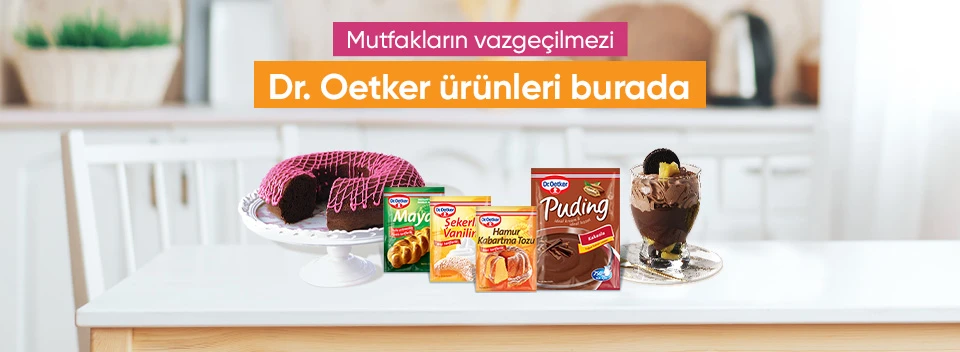 Mutfakların vazgeçilmezi
Dr. Oetker ürünleri burada
Dr. Oetker
Maya
Dr. Oetker
Şekerli
Vanilin
Dr. Oetker
Hamur
Kabartma Tozu
Dr. Oetker
Puding
Kakaolu